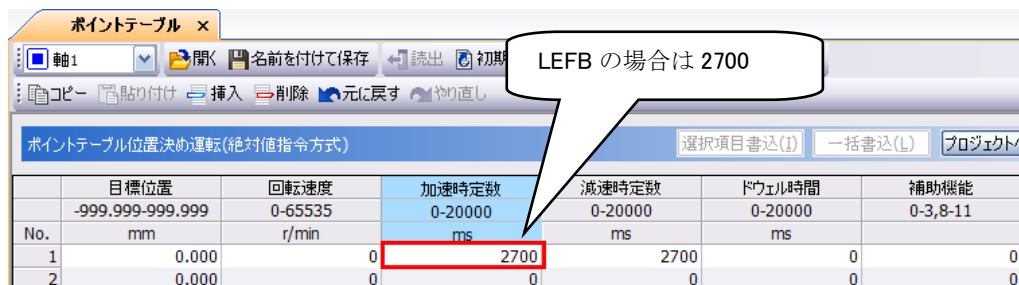 ポイントテーブル ×
軸1 開く 名前を付けて保存 読出 初期
LEFB の場合は 2700
コピー 貼り付け 挿入 削除 元に戻す やり直し
ポイントテーブル位置決め運転(絶対値指令方式) 選択項目書込(I) 一括書込(L) プロジェクトへ
目標位置 回転速度 加速時定数 減速時定数 ドウェル時間 補助機能
-999.999-999.999 0-65535 0-20000 0-20000 0-20000 0-3,8-11
No. mm r/min ms ms ms
1 0.000 0 2700 2700 0 0
2 0.000 0 0 0 0 0